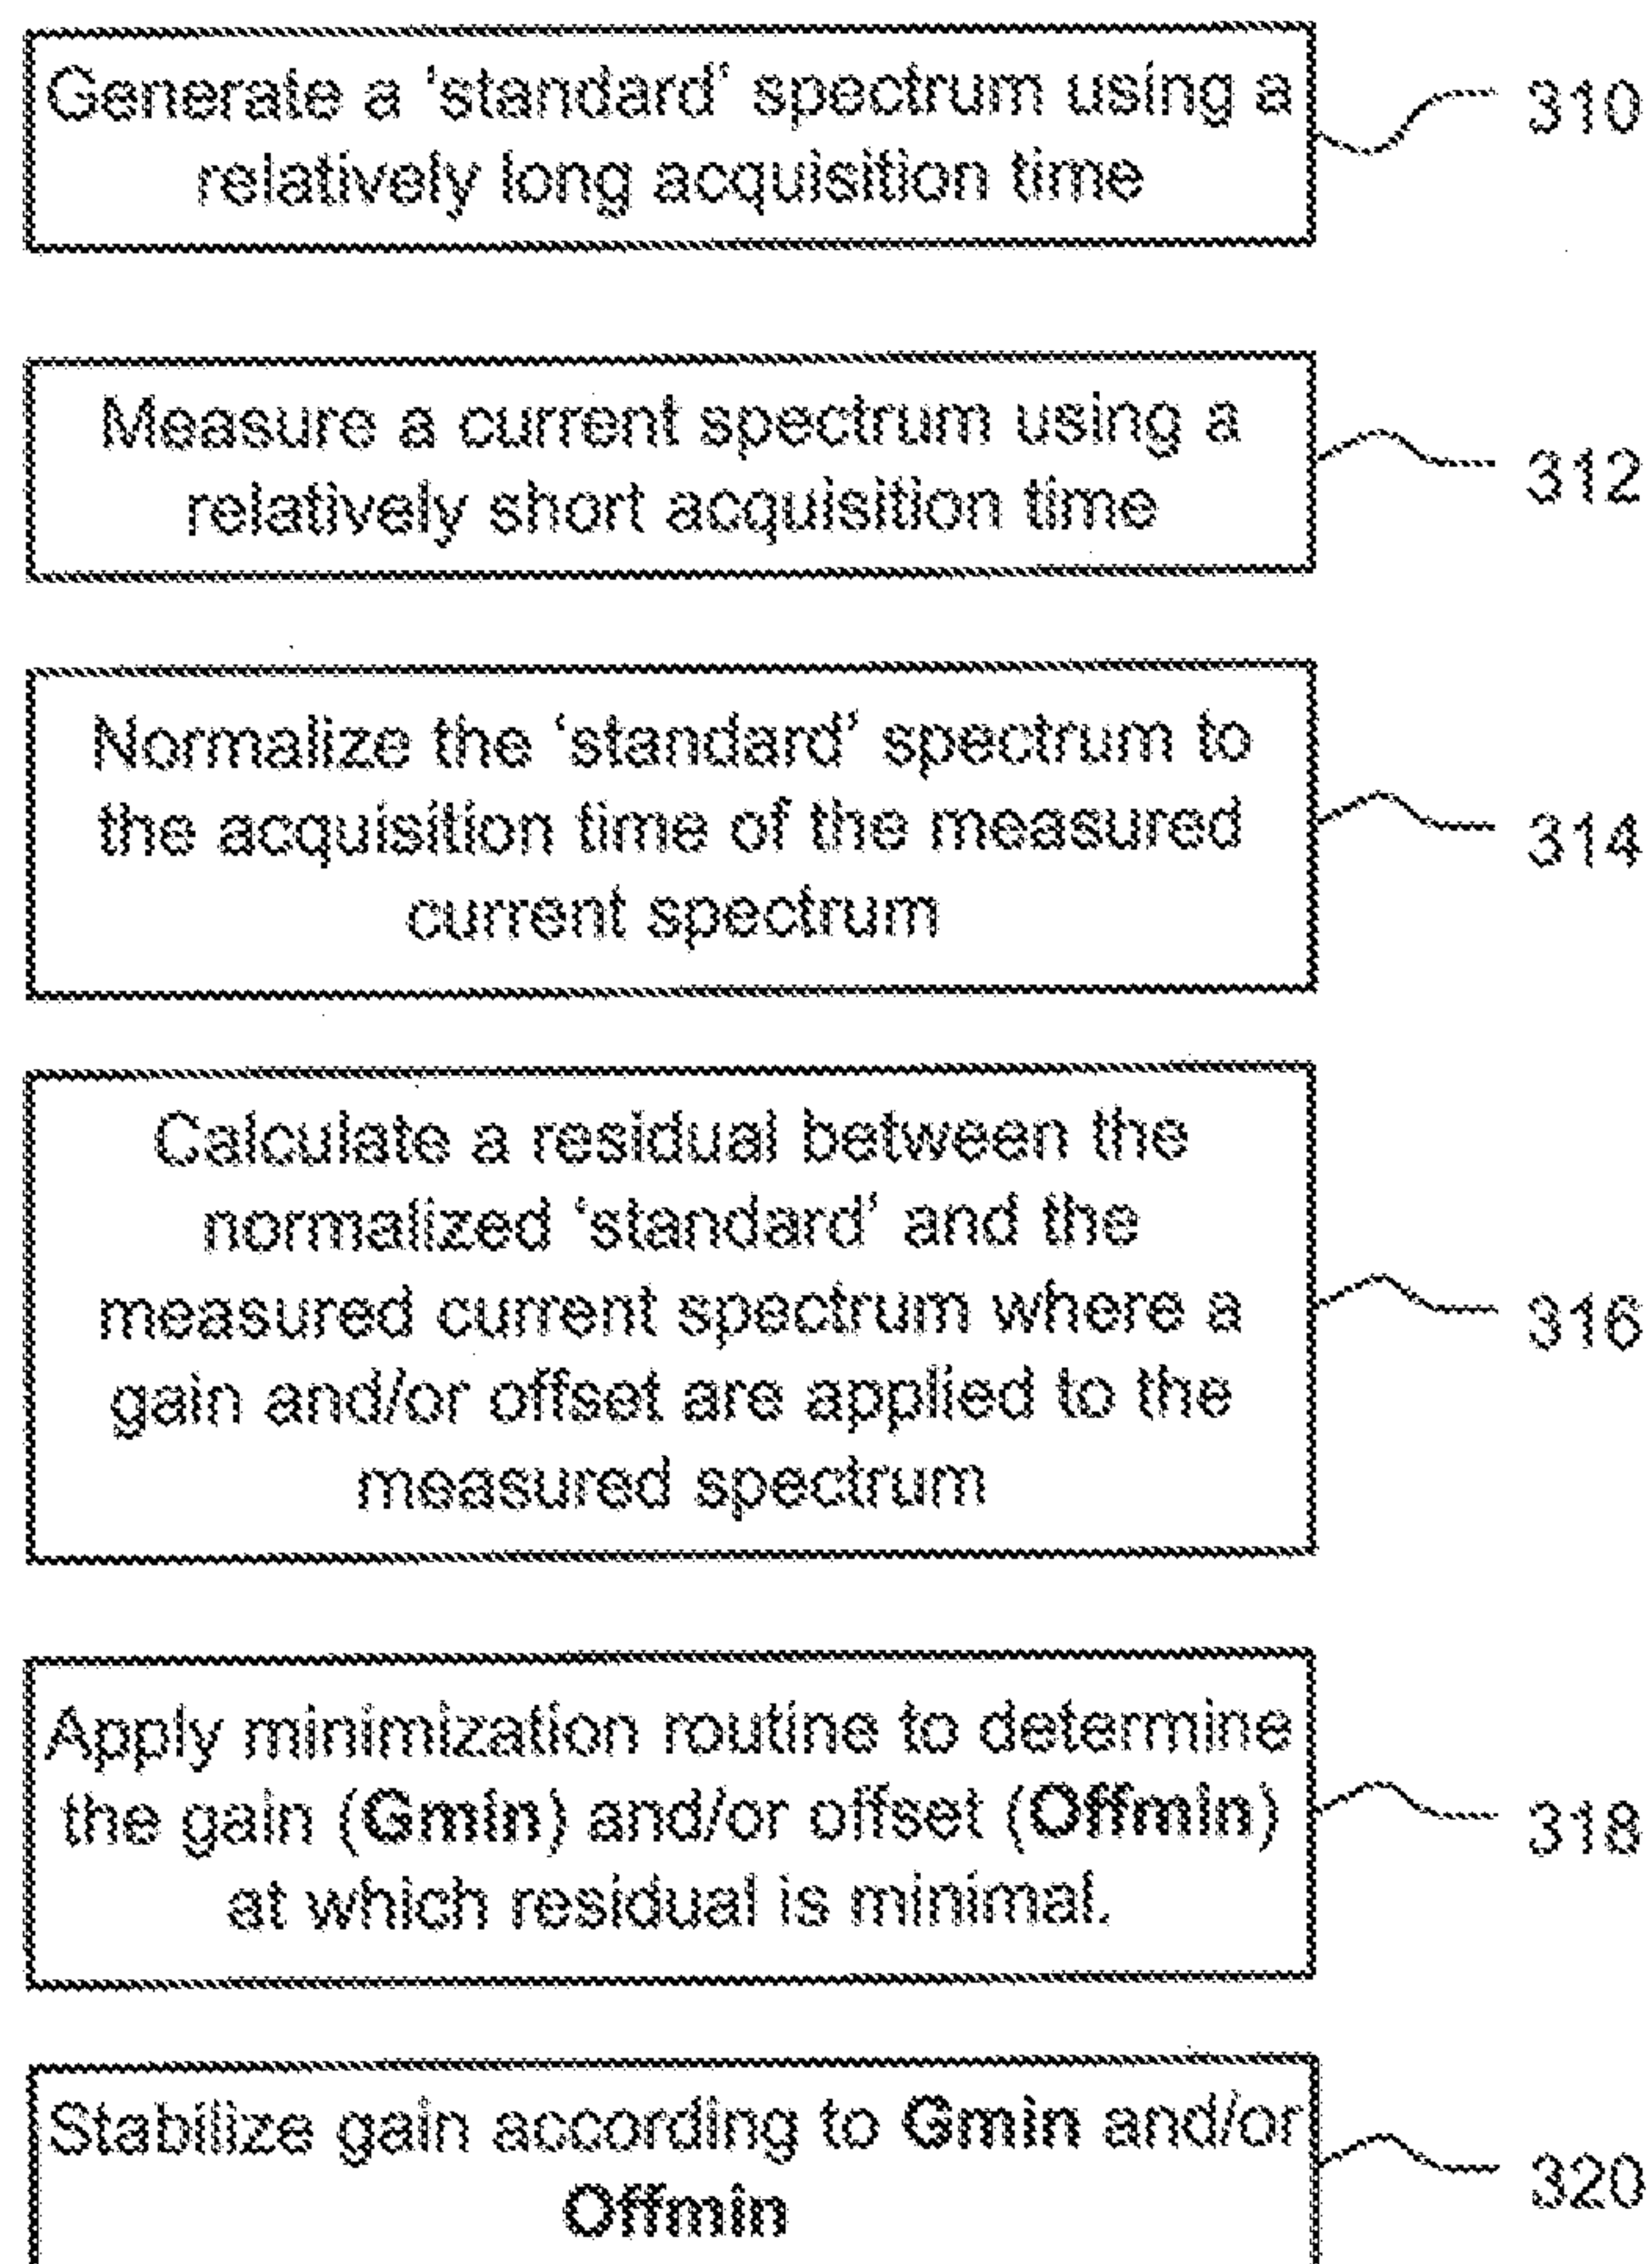 Generate a 'standard' spectrum using a
relatively long acquisition time
310
Measure a current spectrum using a
relatively short acquisition time
312
Normalize the 'standard' spectrum to
the acquisition time of the measured
current spectrum
314
Calculate a residual between the
normalized 'standard' and the
measured current spectrum where a
gain and/or offset are applied to the
measured spectrum
316
Apply minimization routine to determine
the gain (Gmin) and/or offset (Offmin)
at which residual is minimal.
318
Stabilize gain according to Gmin and/or
Offmin
320